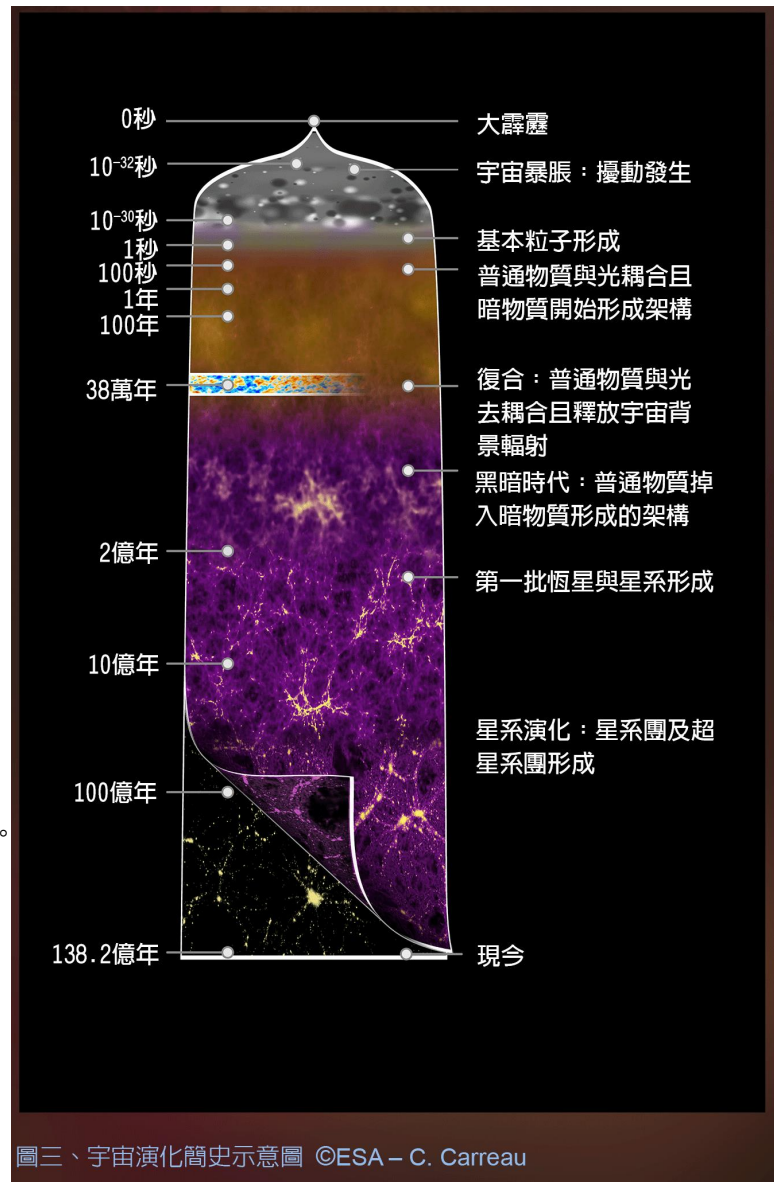 0秒
大霹靂
10⁻³²秒
宇宙暴脹：擾動發生
10⁻³⁰秒
1秒
基本粒子形成
100秒
普通物質與光耦合且
暗物質開始形成架構
1年
100年
38萬年
復合：普通物質與光
去耦合且釋放宇宙背
景輻射
黑暗時代：普通物質掉
入暗物質形成的架構
2億年
第一批恆星與星系形成
10億年
星系演化：星系團及超
星系團形成
100億年
。
138.2億年
現今
圖三、宇宙演化簡史示意圖 ©ESA – C. Carreau